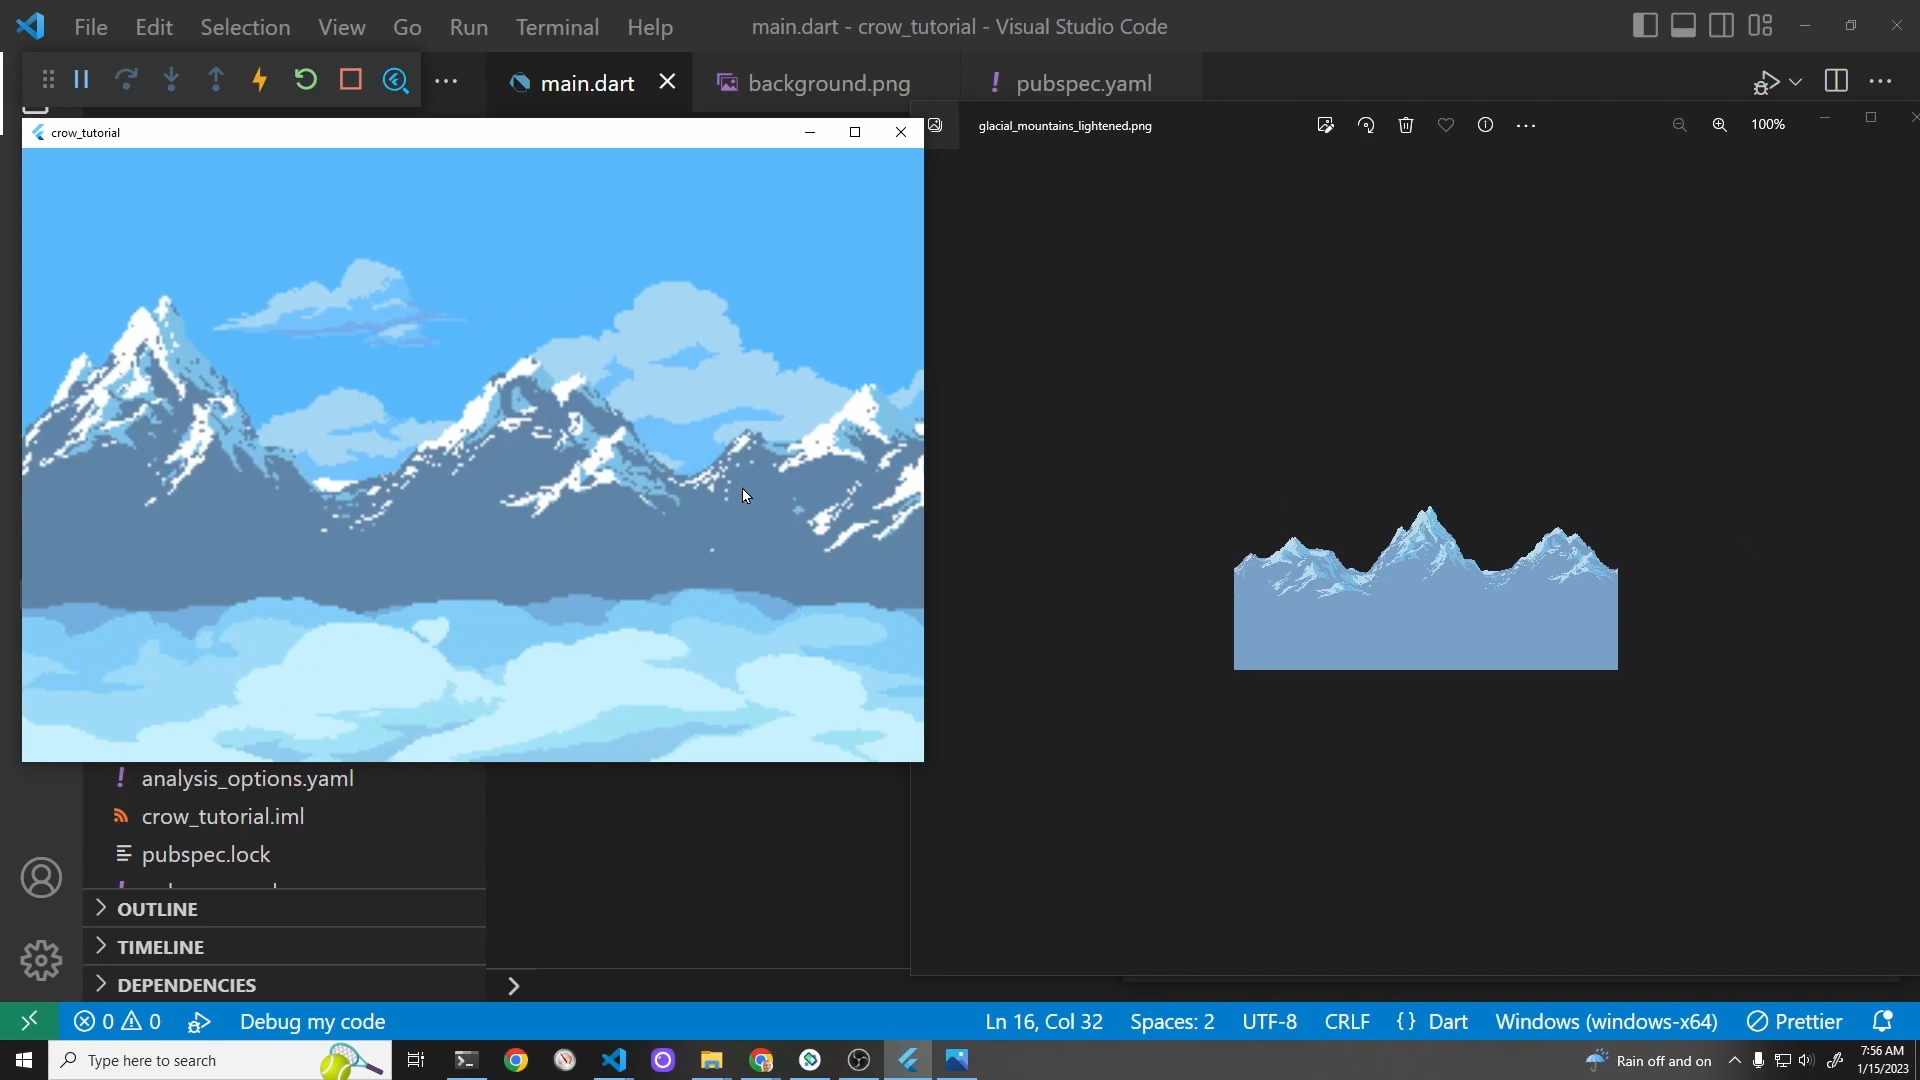 File Edit Selection View Go Run Terminal Help
main.dart - crow_tutorial - Visual Studio Code
main.dart
background.png
! pubspec.yaml
crow_tutorial
glacial_mountains_lightened.png
100%
! analysis_options.yaml
crow_tutorial.iml
pubspec.lock
OUTLINE
TIMELINE
DEPENDENCIES
0 0 Debug my code
Ln 16, Col 32 Spaces: 2 UTF-8 CRLF {} Dart Windows (windows-x64) Prettier
Type here to search
Rain off and on
7:56 AM
1/15/2023